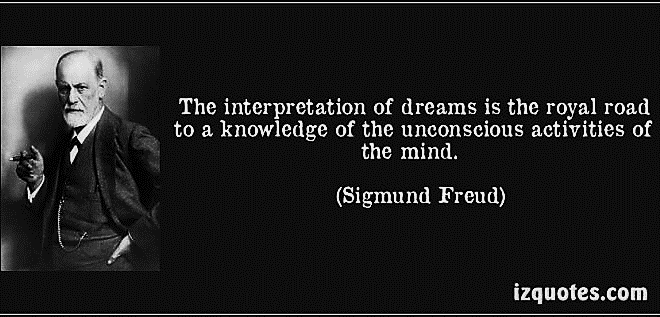 The interpretation of dreams is the royal road
to a knowledge of the unconscious activities of
the mind.
(Sigmund Freud)
izquotes.com